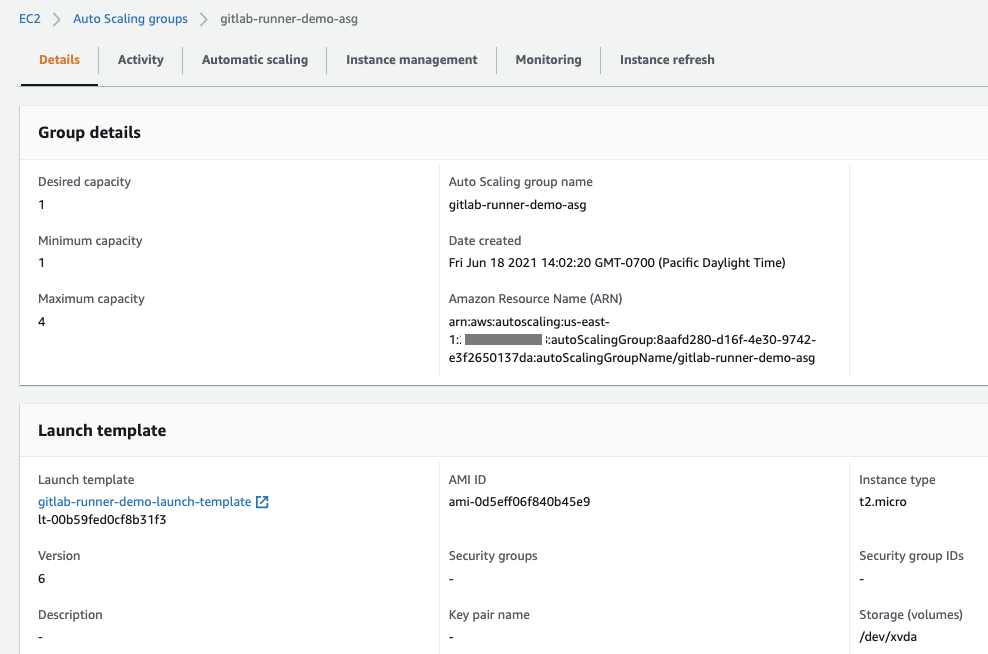 EC2 > Auto Scaling groups > gitlab-runner-demo-asg
Details Activity Automatic scaling Instance management Monitoring Instance refresh
Group details
Desired capacity
1
Minimum capacity
1
Maximum capacity
4
Auto Scaling group name
gitlab-runner-demo-asg
Date created
Fri Jun 18 2021 14:02:20 GMT-0700 (Pacific Daylight Time)
Amazon Resource Name (ARN)
arn:aws:autoscaling:us-east-
1: :autoScalingGroup:8aafd280-d16f-4e30-9742-
e3f2650137da:autoScalingGroupName/gitlab-runner-demo-asg
Launch template
Launch template
gitlab-runner-demo-launch-template
lt-00b59fed0cf8b31f3
Version
6
Description
-
AMI ID
ami-0d5eff06f840b45e9
Security groups
-
Key pair name
-
Instance type
t2.micro
Security group IDs
-
Storage (volumes)
/dev/xvda